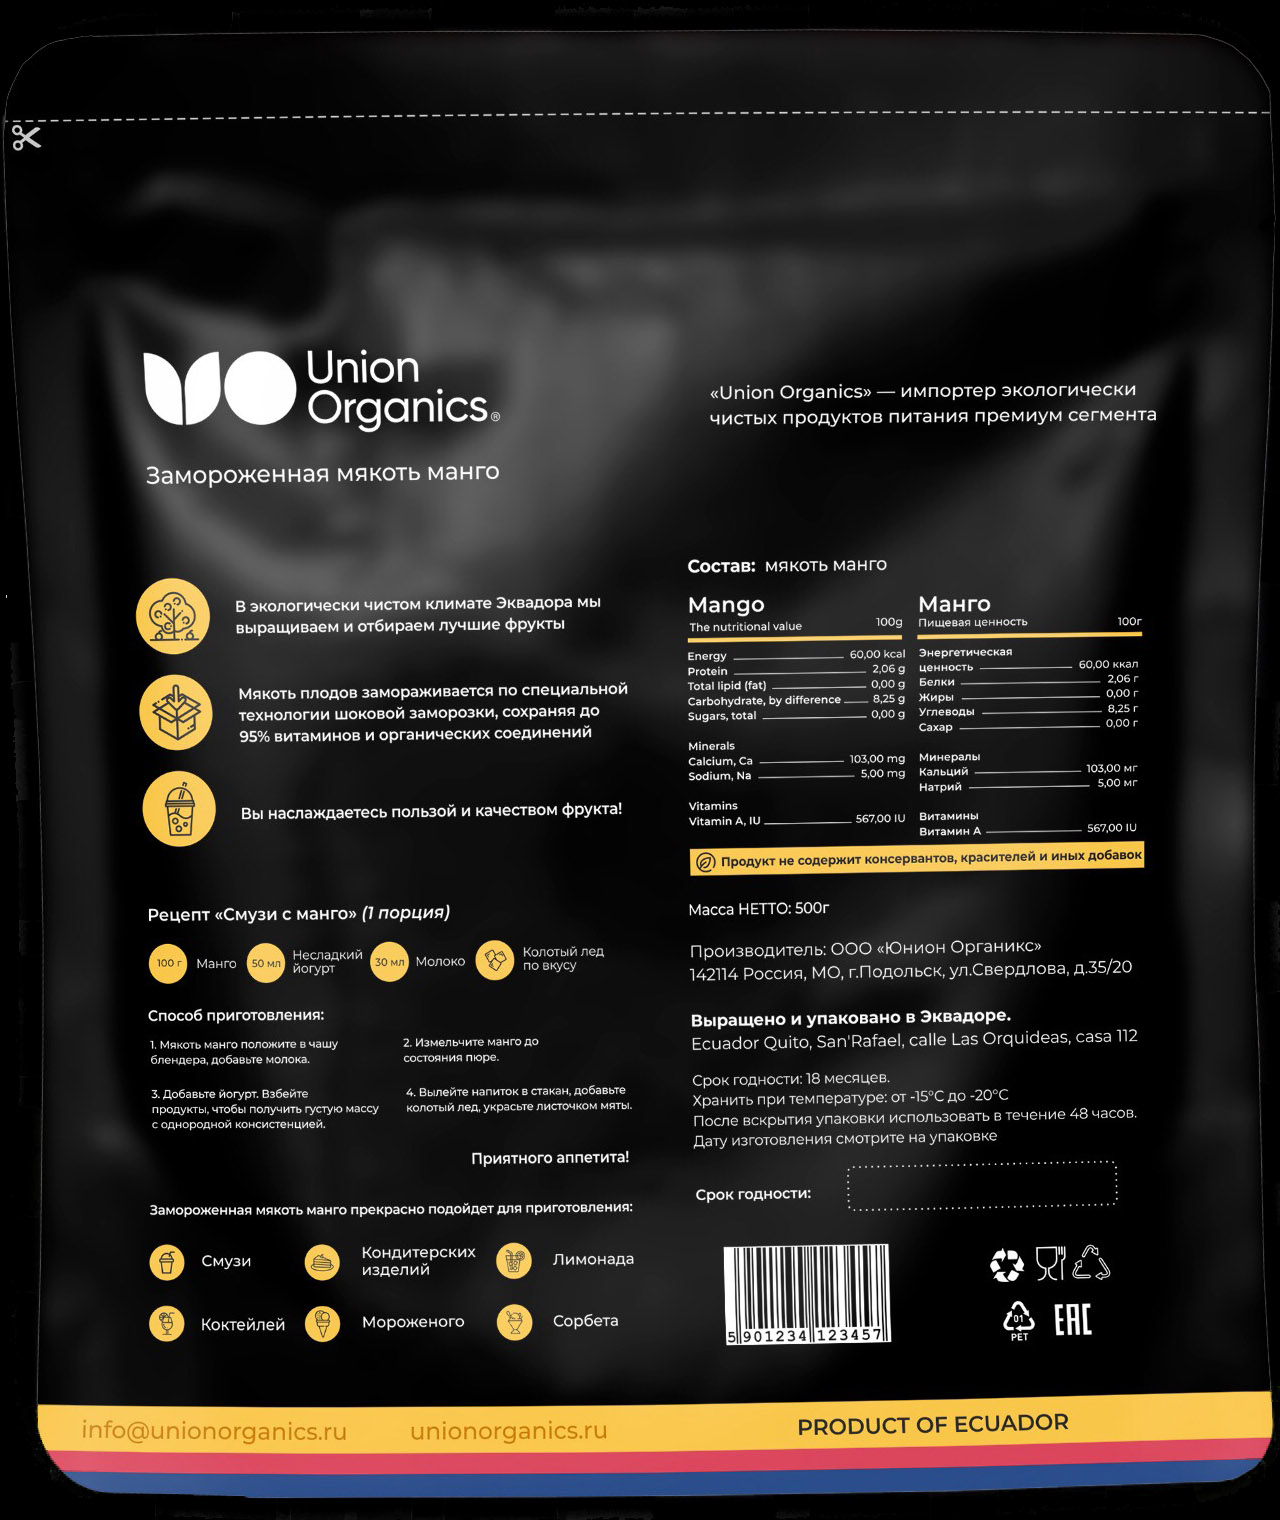 Union
Organics®
«Union Organics» — импортер экологически
чистых продуктов питания премиум сегмента
Замороженная мякоть манго
В экологически чистом климате Эквадора мы
выращиваем и отбираем лучшие фрукты
Мякоть плодов замораживается по специальной
технологии шоковой заморозки, сохраняя до
95% витаминов и органических соединений
Вы наслаждаетесь пользой и качеством фрукта!
Рецепт «Смузи с манго» (1 порция)
100 г Манго
50 мл Несладкий
йогурт
30 мл Молоко
Колотый лед
по вкусу
Способ приготовления:
1. Мякоть манго положите в чашу
блендера, добавьте молока.
2. Измельчите манго до
состояния пюре.
3. Добавьте йогурт. Взбейте
продукты, чтобы получить густую массу
с однородной консистенцией.
4. Вылейте напиток в стакан, добавьте
колотый лед, украсьте листочком мяты.
Приятного аппетита!
Замороженная мякоть манго прекрасно подойдет для приготовления:
Смузи
Кондитерских
изделий
Лимонада
Коктейлей
Мороженого
Сорбета
Состав: мякоть манго
Mango
The nutritional value 100g
Energy 60,00 kcal
Protein 2,06 g
Total lipid (fat) 0,00 g
Carbohydrate, by difference 8,25 g
Sugars, total 0,00 g
Minerals
Calcium, Ca 103,00 mg
Sodium, Na 5,00 mg
Vitamins
Vitamin A, IU 567,00 IU
Манго
Пищевая ценность 100г
Энергетическая
ценность 60,00 ккал
Белки 2,06 г
Жиры 0,00 г
Углеводы 8,25 г
Сахар 0,00 г
Минералы
Кальций 103,00 мг
Натрий 5,00 мг
Витамины
Витамин А 567,00 IU
Продукт не содержит консервантов, красителей и иных добавок
Масса НЕТТО: 500г
Производитель: ООО «Юнион Органикс»
142114 Россия, МО, г.Подольск, ул.Свердлова, д.35/20
Выращено и упаковано в Эквадоре.
Ecuador Quito, San'Rafael, calle Las Orquideas, casa 112
Срок годности: 18 месяцев.
Хранить при температуре: от -15°С до -20°С
После вскрытия упаковки использовать в течение 48 часов.
Дату изготовления смотрите на упаковке
Срок годности:
5 901234 123457
01
PET
EAC
info@unionorganics.ru
unionorganics.ru
PRODUCT OF ECUADOR